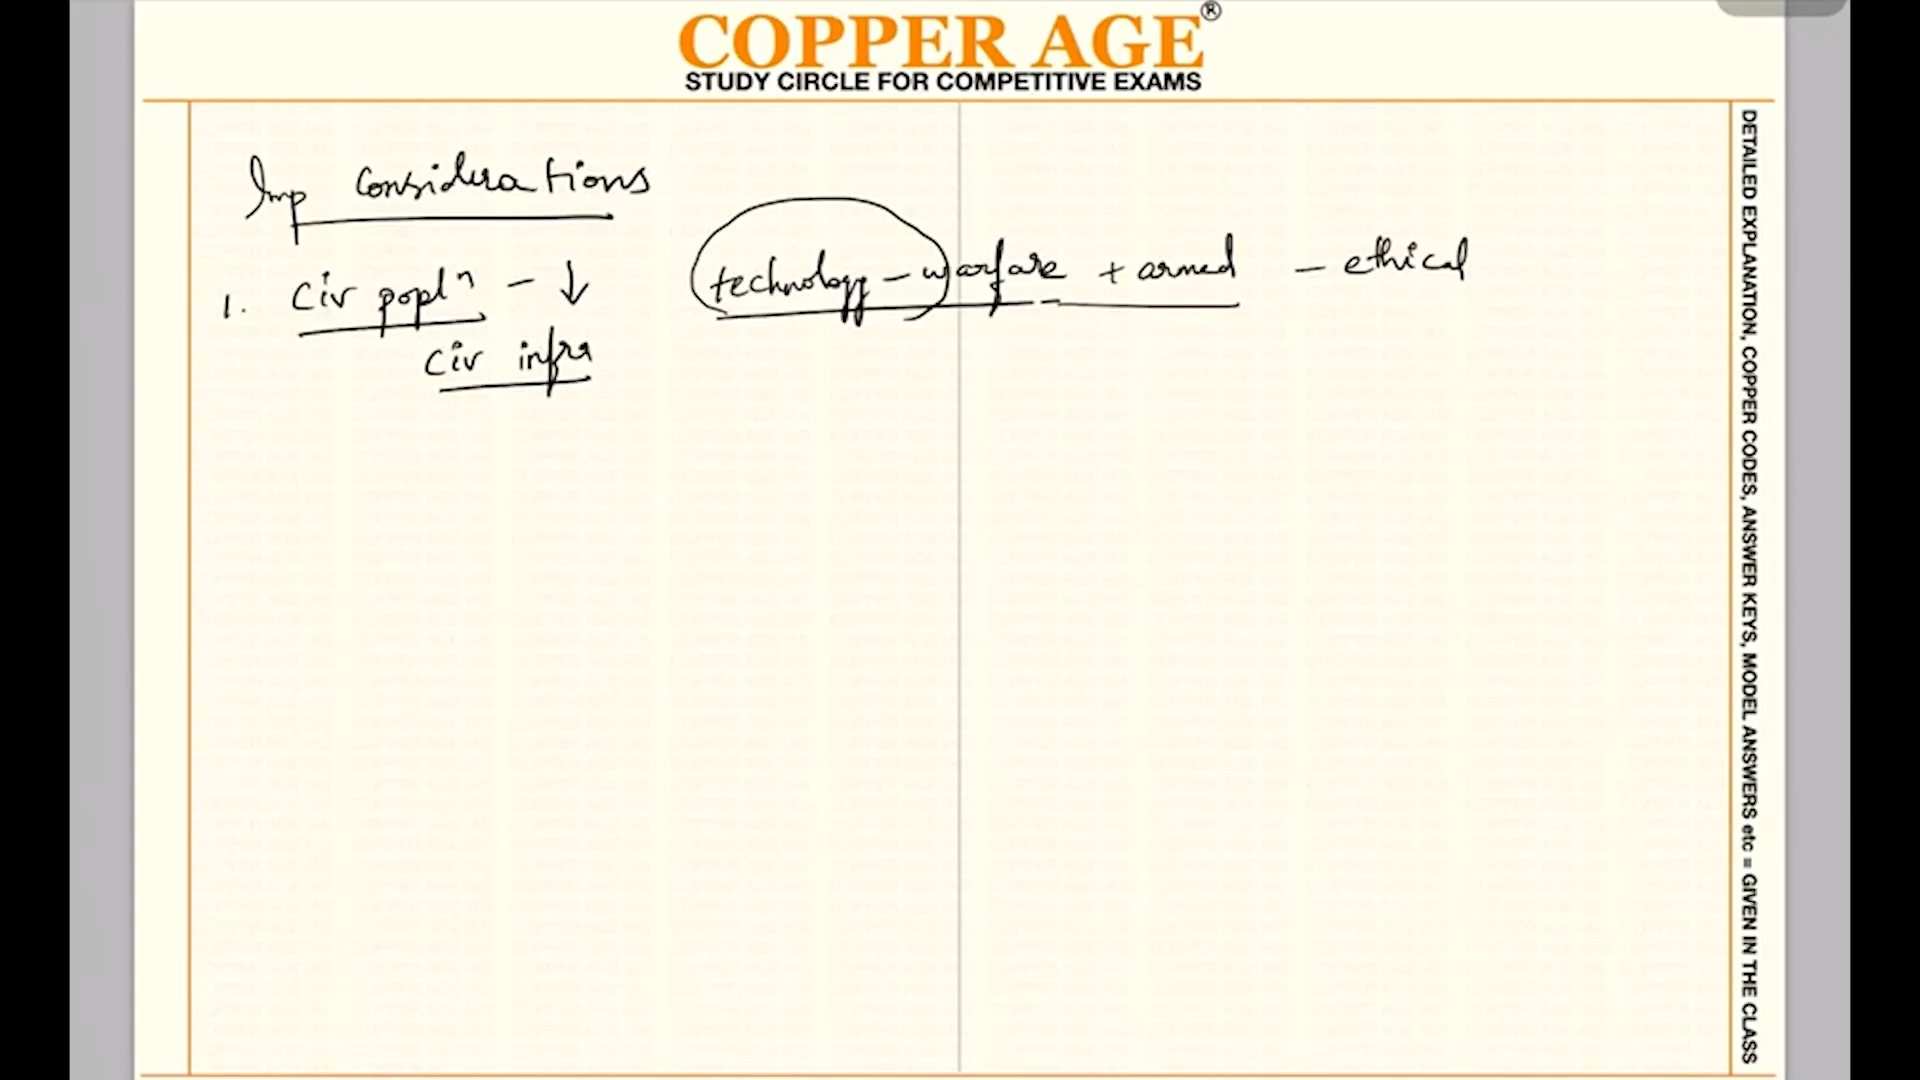 COPPER AGE®
STUDY CIRCLE FOR COMPETITIVE EXAMS
Imp considerations
1. Civ popln - ↓
Civ infra
technology - warfare + armed - ethical
DETAILED EXPLANATION, COPPER CODES, ANSWER KEYS, MODEL ANSWERS etc = GIVEN IN THE CLASS